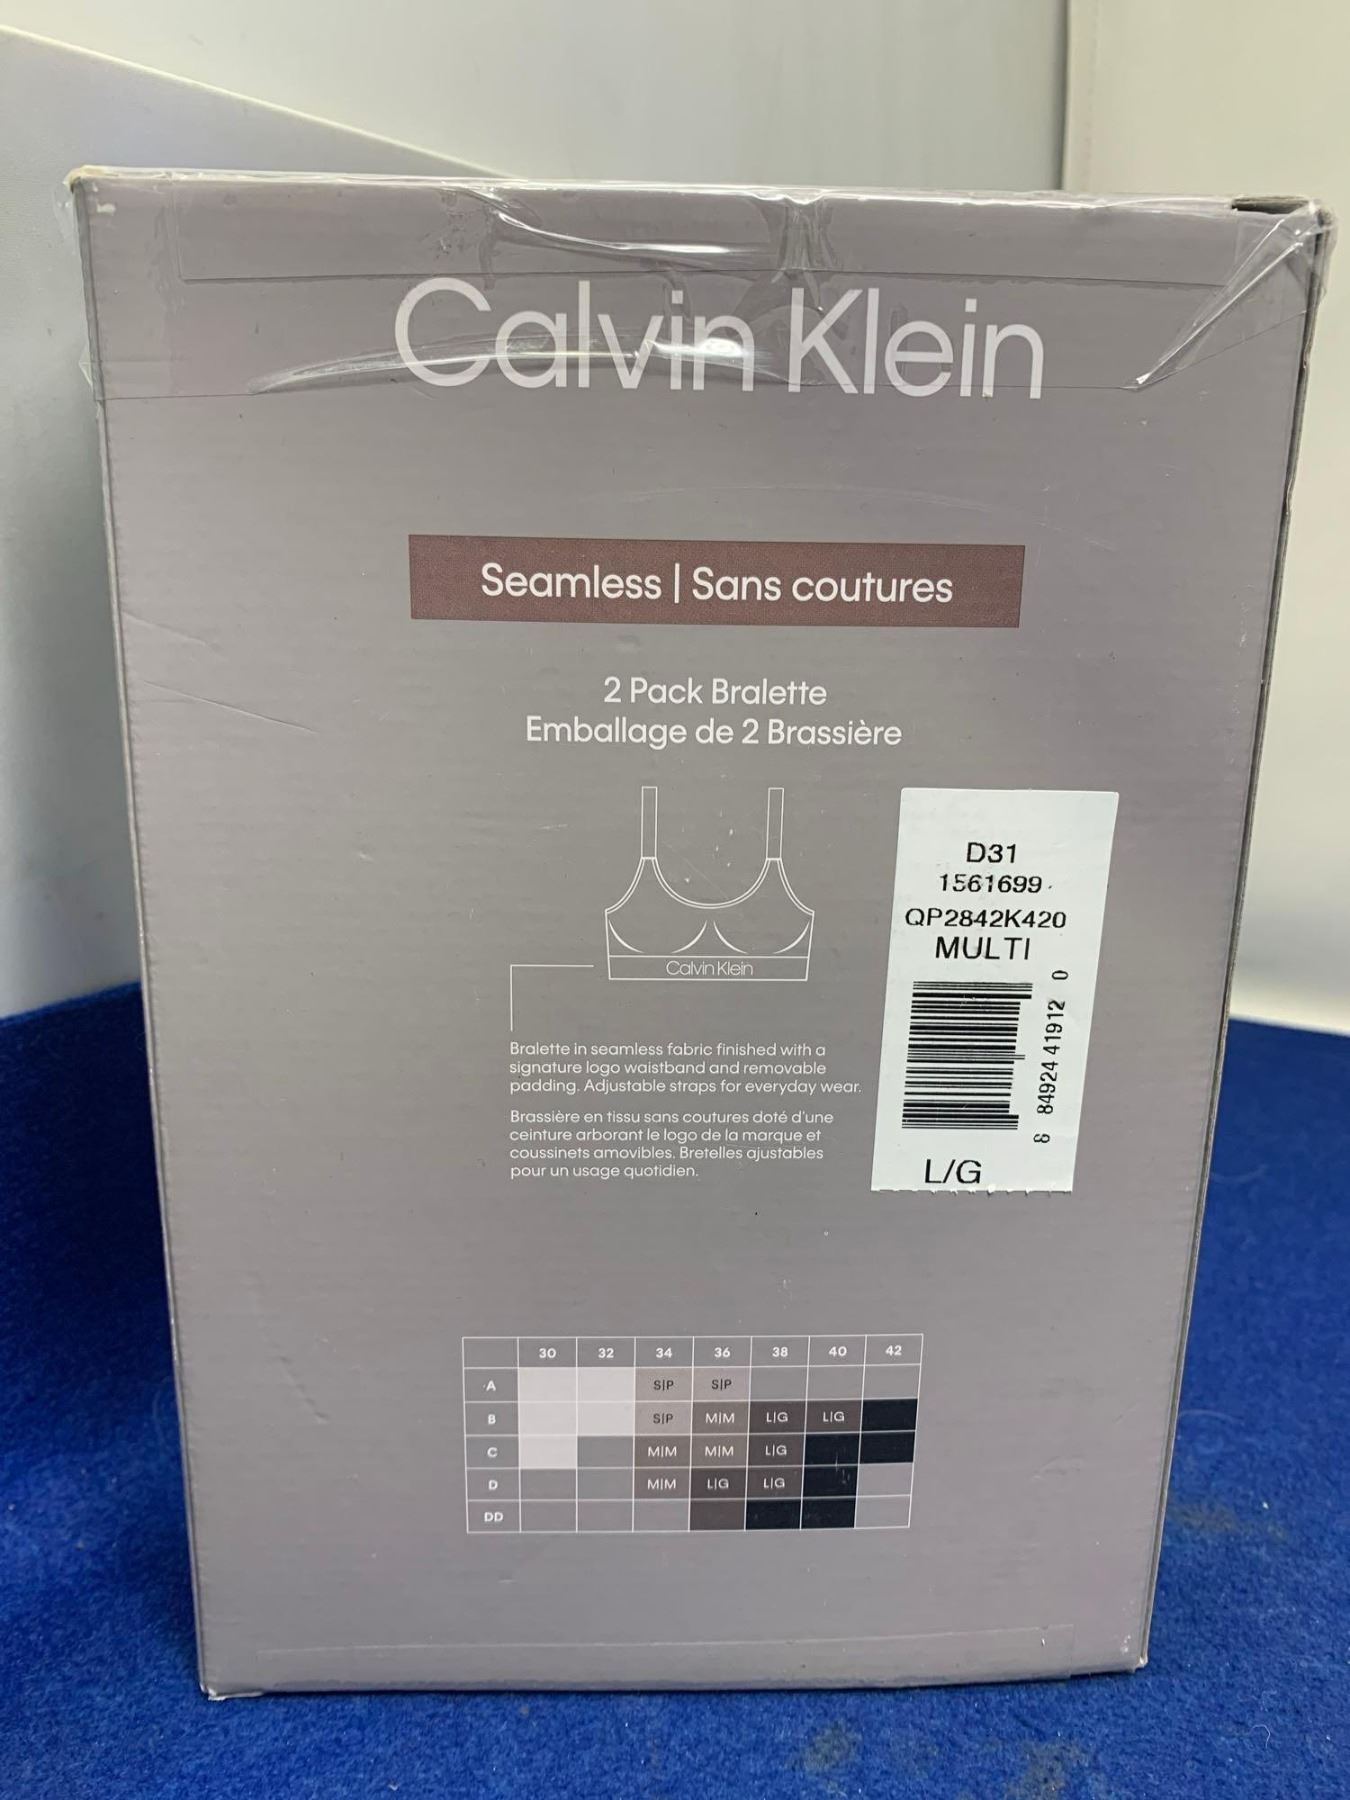 Calvin Klein
Seamless | Sans coutures
2 Pack Bralette
Emballage de 2 Brassière
Calvin Klein
Bralette in seamless fabric finished with a
signature logo waistband and removable
padding. Adjustable straps for everyday wear.
Brassière en tissu sans coutures doté d'une
ceinture arborant le logo de la marque et
coussinets amovibles. Bretelles ajustables
pour un usage quotidien.
D31
1561699
QP2842K420
MULTI
8 84924 41912 0
L/G
30 32 34 36 38 40 42
A S|P S|P
B S|P M|M L|G L|G
C M|M M|M L|G
D M|M L|G L|G
DD